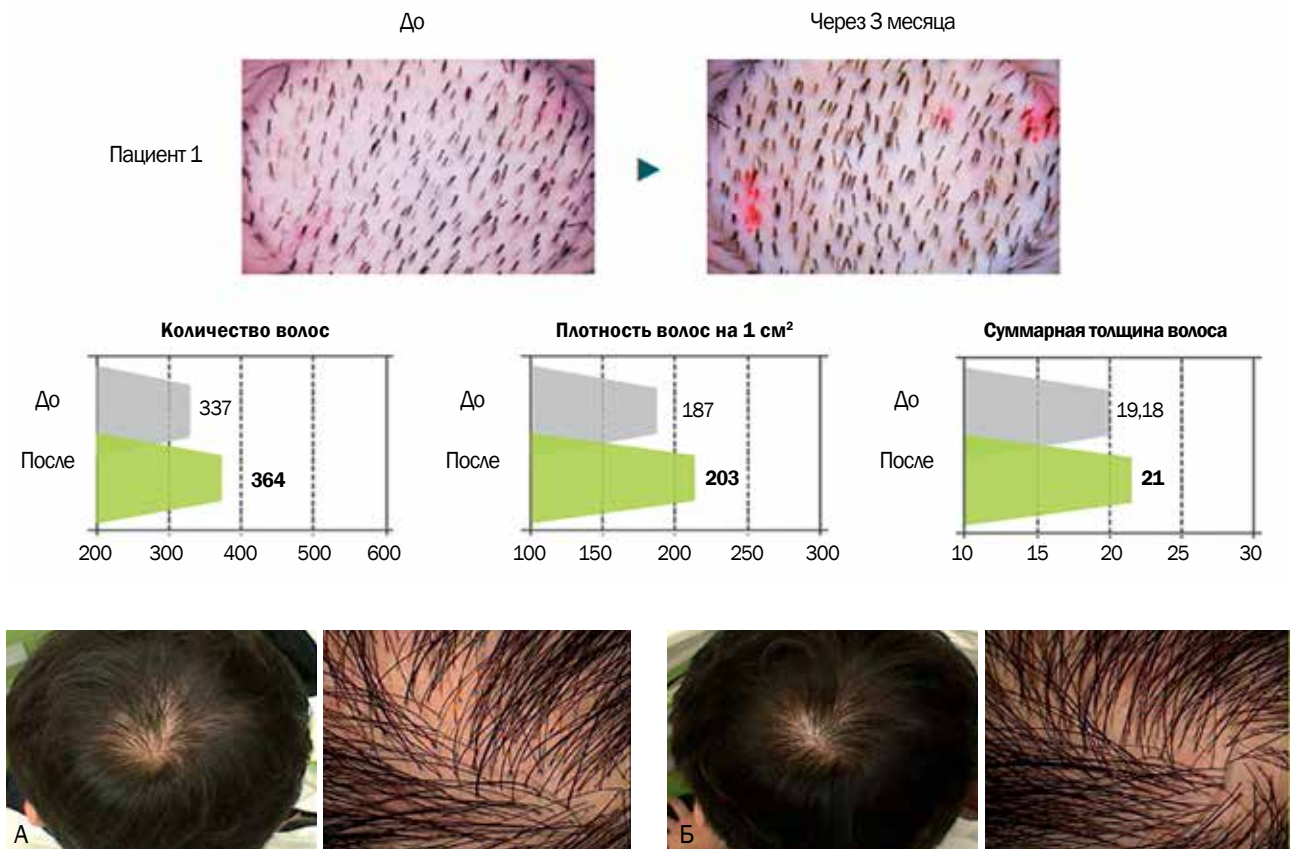 До Через 3 месяца
Пациент 1
Количество волос Плотность волос на 1 см² Суммарная толщина волоса
До 337 До 187 До 19,18
После 364 После 203 После 21
200 300 400 500 600 100 150 200 250 300 10 15 20 25 30
А Б